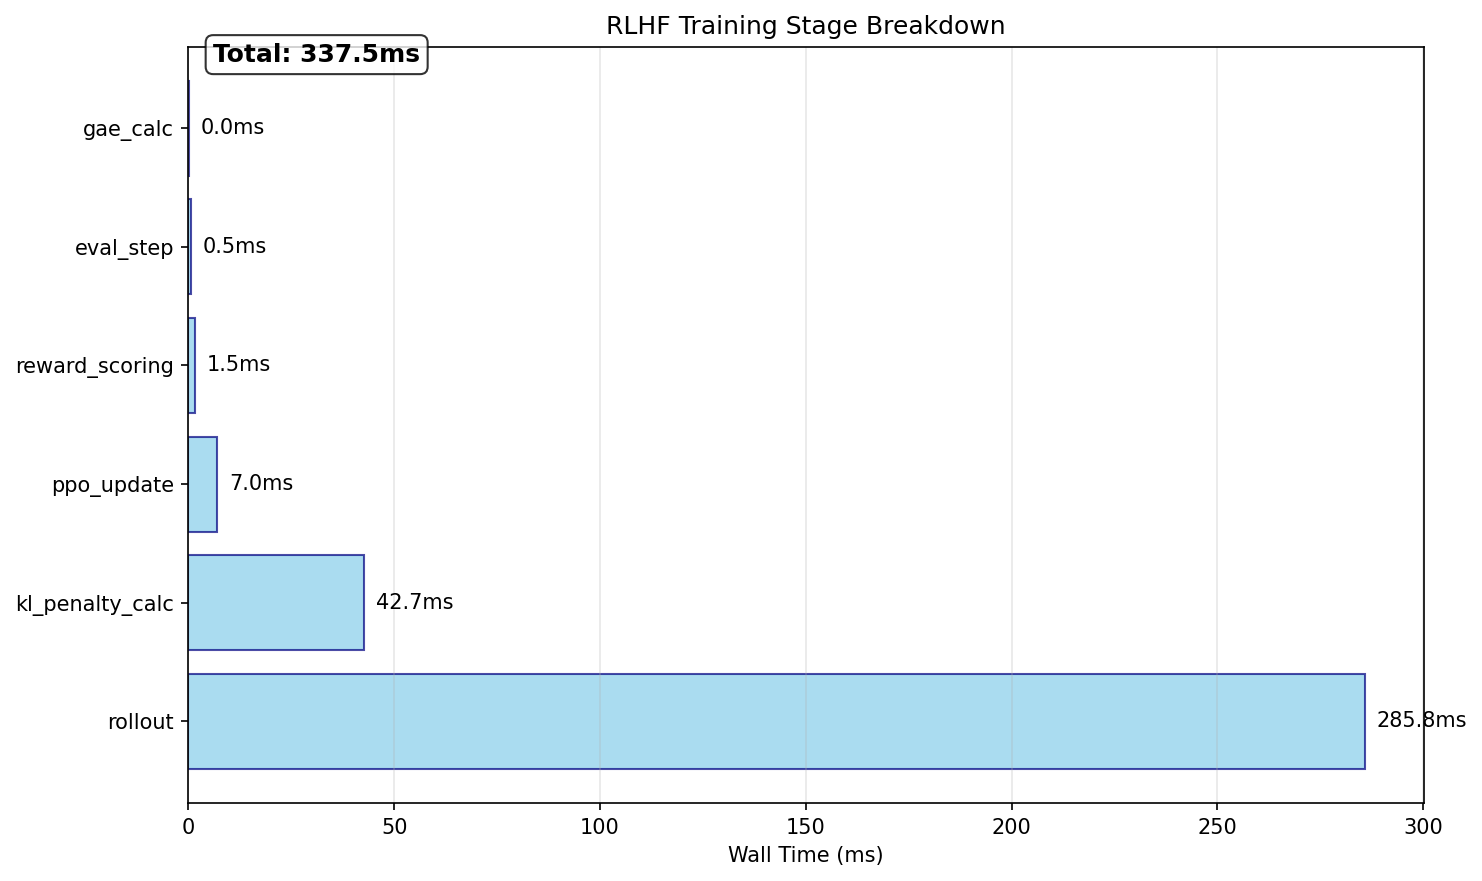 RLHF Training Stage Breakdown
Total: 337.5ms
gae_calc 0.0ms
eval_step 0.5ms
reward_scoring 1.5ms
ppo_update 7.0ms
kl_penalty_calc 42.7ms
rollout 285.8ms
0 50 100 150 200 250 300
Wall Time (ms)